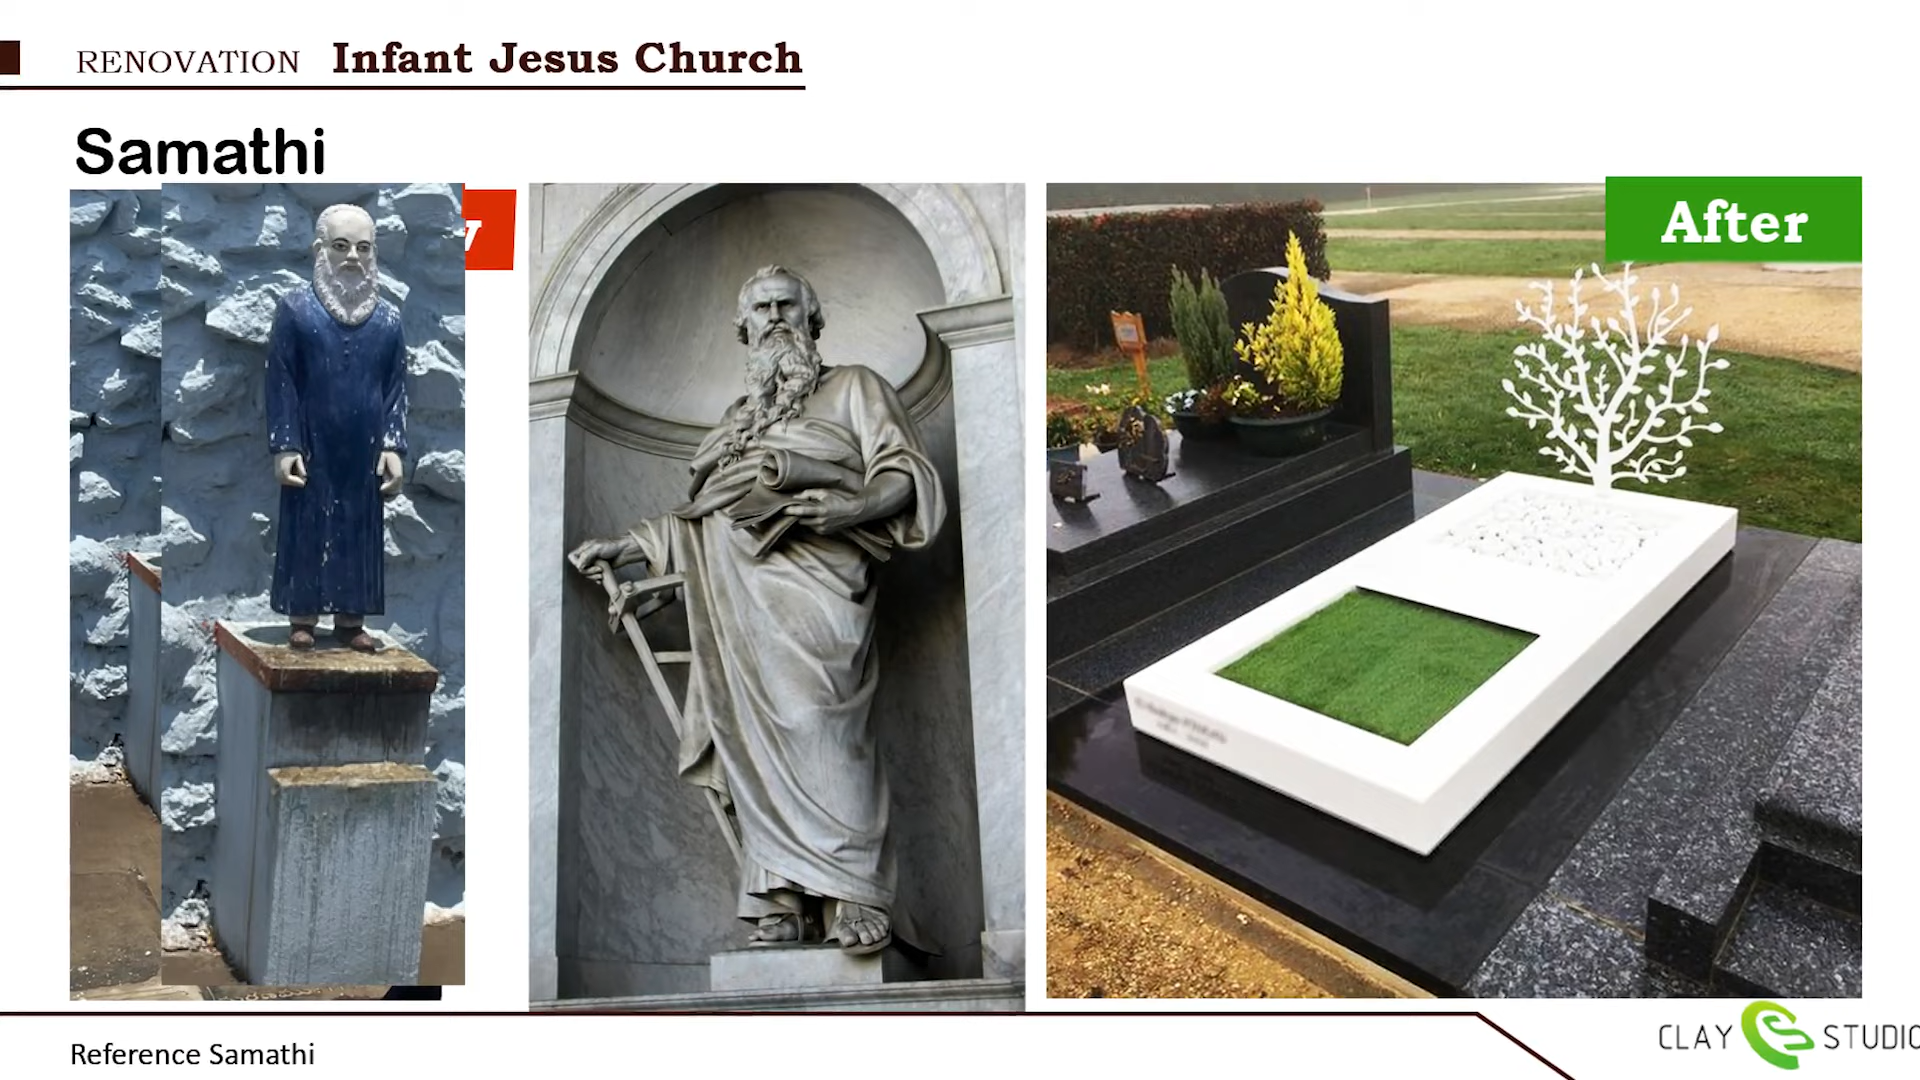 RENOVATION Infant Jesus Church
Samathi
After
Reference Samathi
CLAY STUDIO